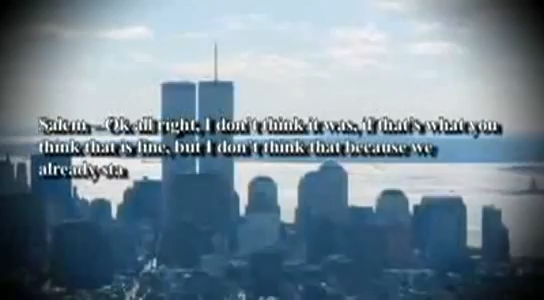 Salem: - Ok all right, I don't think it was, if that's what you
think that is fine, but I don't think that because we
already sta